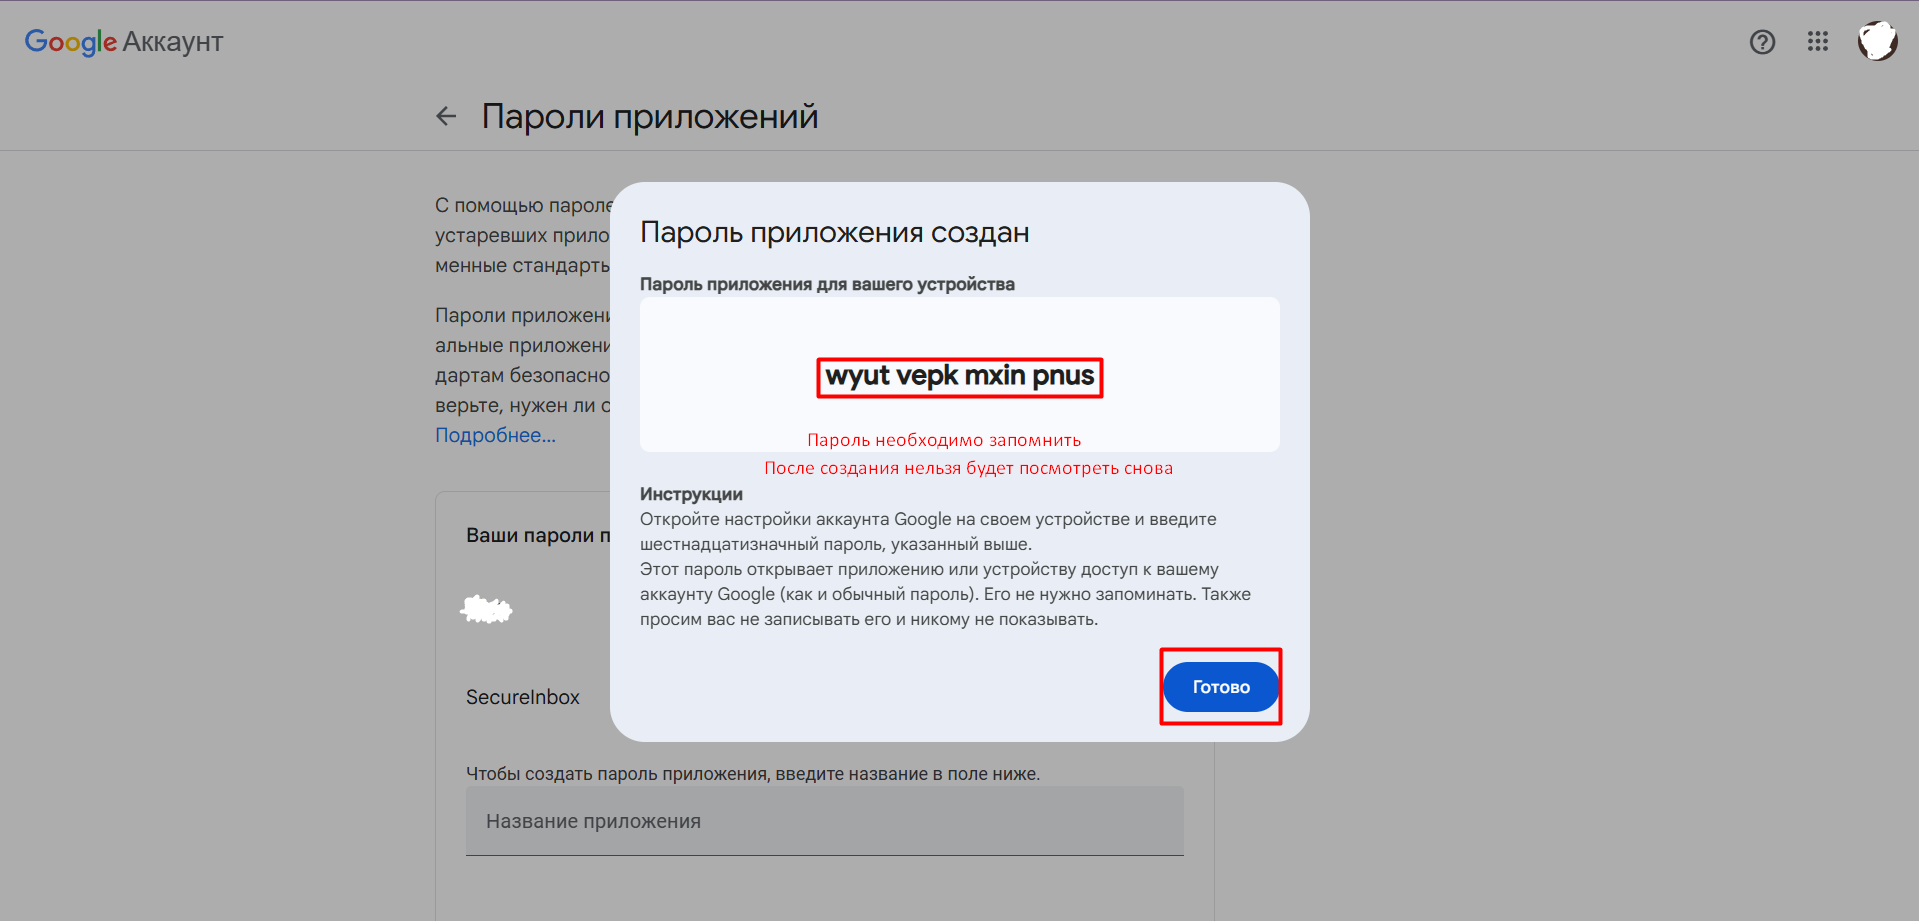 Google Аккаунт
Пароли приложений
С помощью пароле
устаревших прило
менные стандарты
Пароли приложени
альные приложени
дартам безопасно
верьте, нужен ли с
Подробнее...
Ваши пароли п
SecureInbox
Чтобы создать пароль приложения, введите название в поле ниже.
Название приложения
Пароль приложения создан
Пароль приложения для вашего устройства
wyut vepk mxin pnus
Пароль необходимо запомнить
После создания нельзя будет посмотреть снова
Инструкции
Откройте настройки аккаунта Google на своем устройстве и введите
шестнадцатизначный пароль, указанный выше.
Этот пароль открывает приложению или устройству доступ к вашему
аккаунту Google (как и обычный пароль). Его не нужно запоминать. Также
просим вас не записывать его и никому не показывать.
Готово